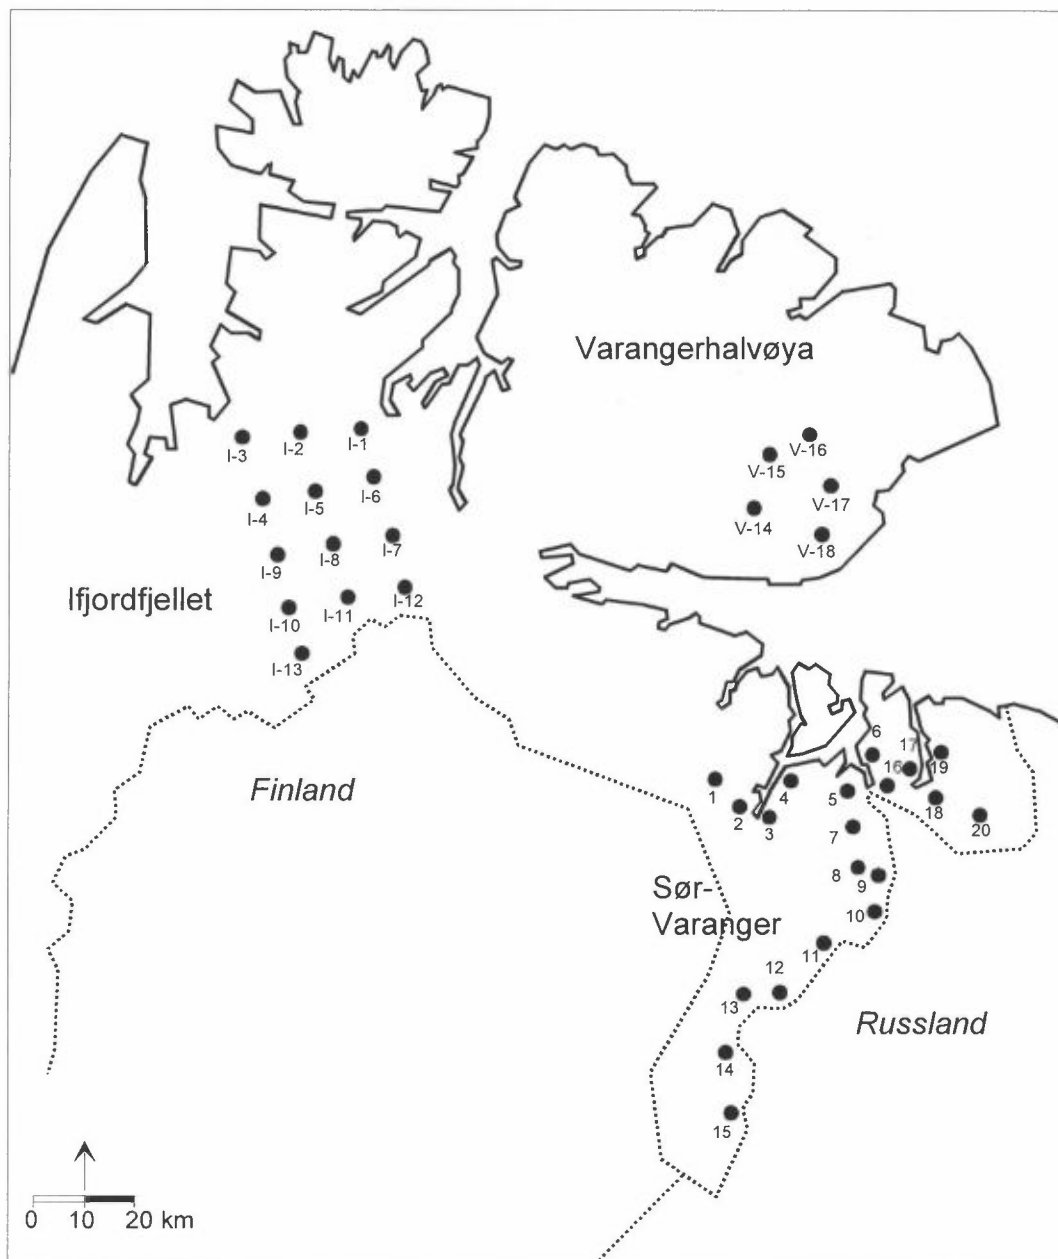 Varangerhalvøya
I-3
I-2
I-1
V-16
V-15
I-4
I-5
I-6
V-17
V-14
V-18
I-9
I-8
I-7
Ifjordfjellet
I-10
I-11
I-12
I-13
Finland
6
17
1
2
3
4
5
16
19
18
20
7
8
9
10
Sør-
Varanger
11
12
13
Russland
14
15
0 10 20 km